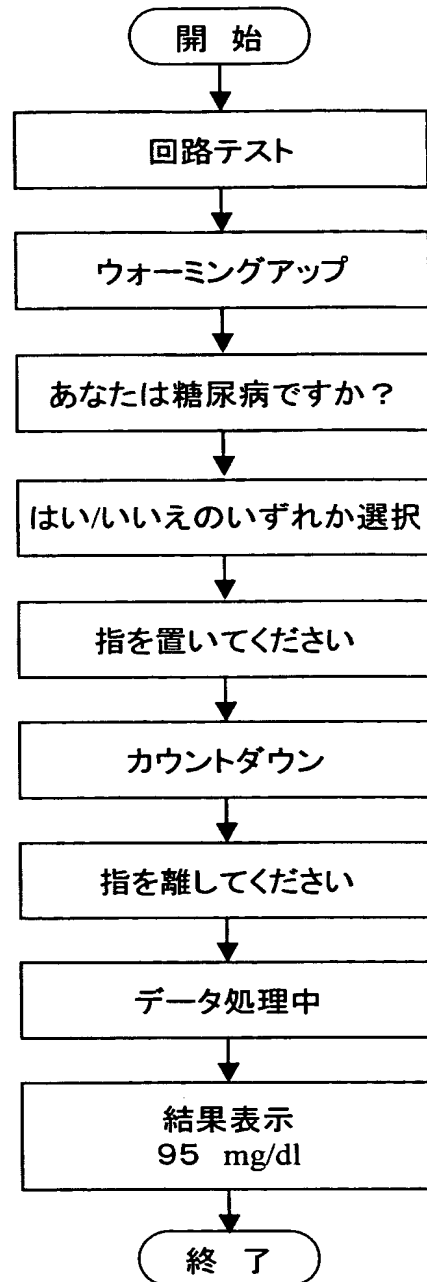 開 始
回路テスト
ウォーミングアップ
あなたは糖尿病ですか？
はい/いいえのいずれか選択
指を置いてください
カウントダウン
指を離してください
データ処理中
結果表示
９５ mg/dl
終 了